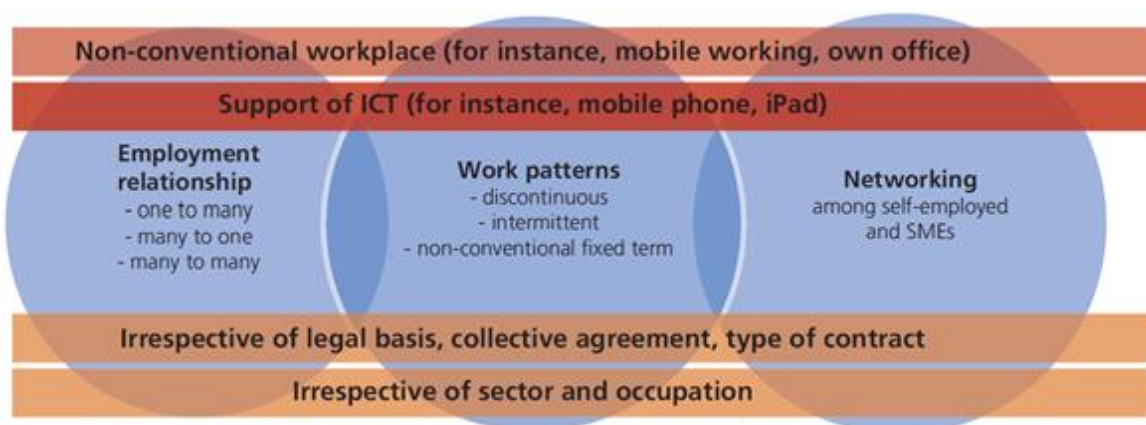 Non-conventional workplace (for instance, mobile working, own office)
Support of ICT (for instance, mobile phone, iPad)
Employment
relationship
- one to many
- many to one
- many to many
Work patterns
- discontinuous
- intermittent
- non-conventional fixed term
Networking
among self-employed
and SMEs
Irrespective of legal basis, collective agreement, type of contract
Irrespective of sector and occupation